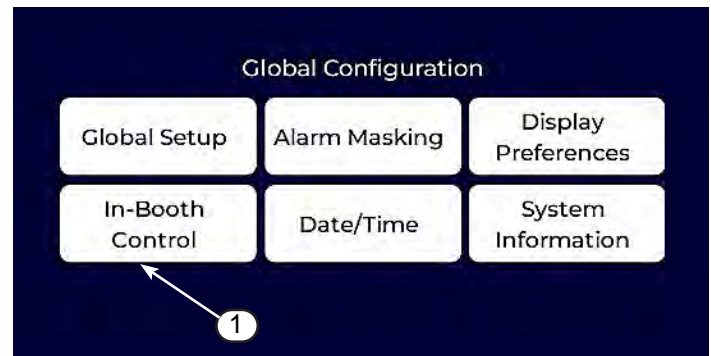 Global Configuration
Global Setup
Alarm Masking
Display
Preferences
In-Booth
Control
Date/Time
System
Information
1